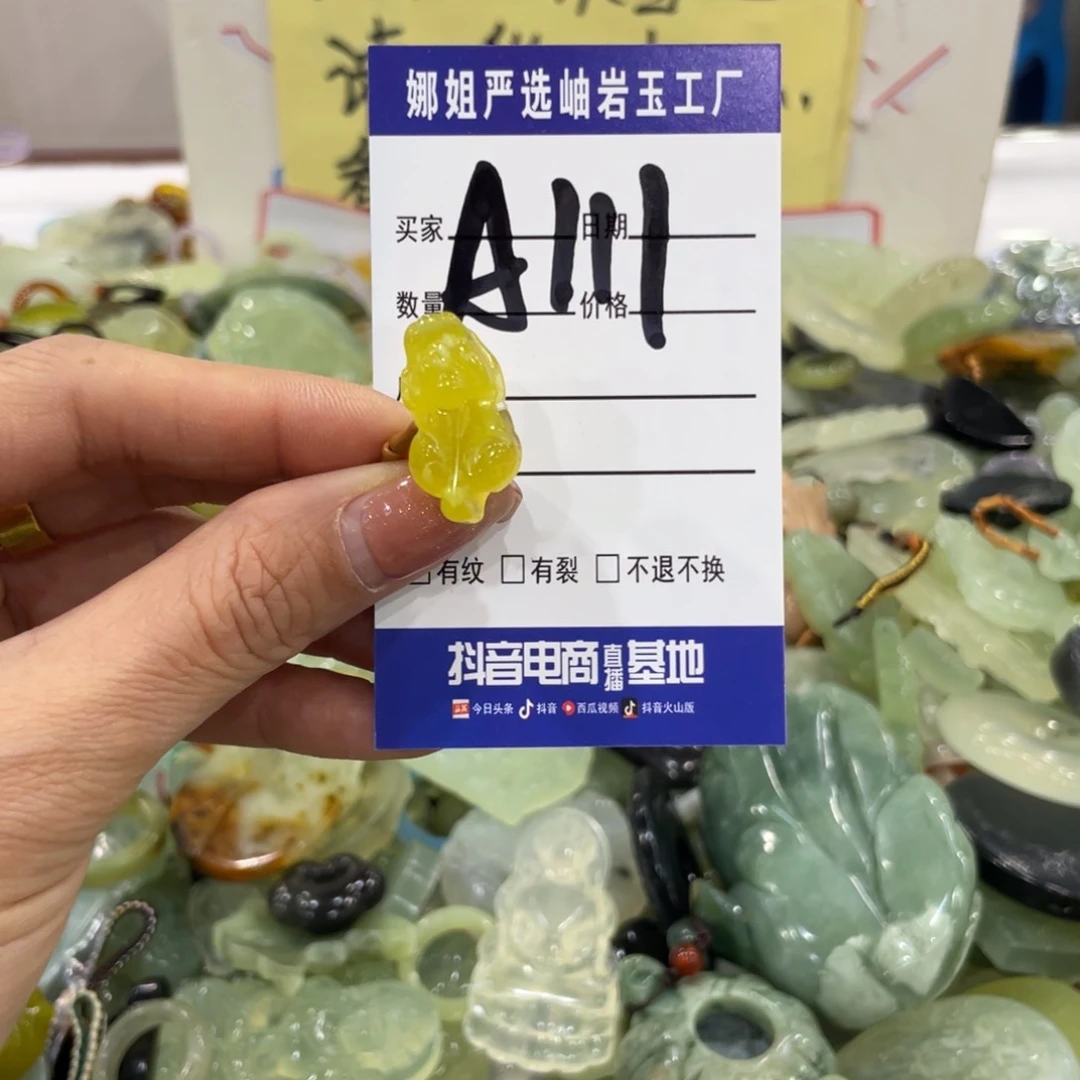 娜姐严选岫岩玉工厂
A111
买家 日期
数量 价格
有纹 有裂 不退不换
抖音电商直播基地
今日头条 抖音 西瓜视频 抖音火山版